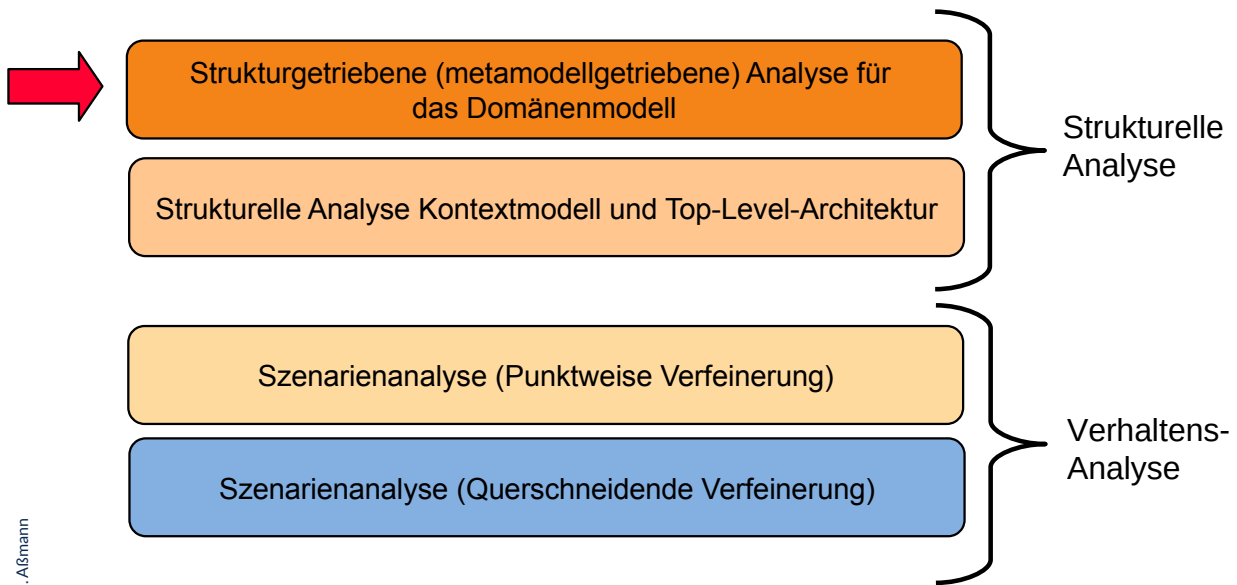 Strukturgetriebene (metamodellgetriebene) Analyse für
das Domänenmodell
Strukturelle Analyse Kontextmodell und Top-Level-Architektur
Strukturelle
Analyse
Szenarienanalyse (Punktweise Verfeinerung)
Szenarienanalyse (Querschneidende Verfeinerung)
Verhaltens-
Analyse
. Aßmann